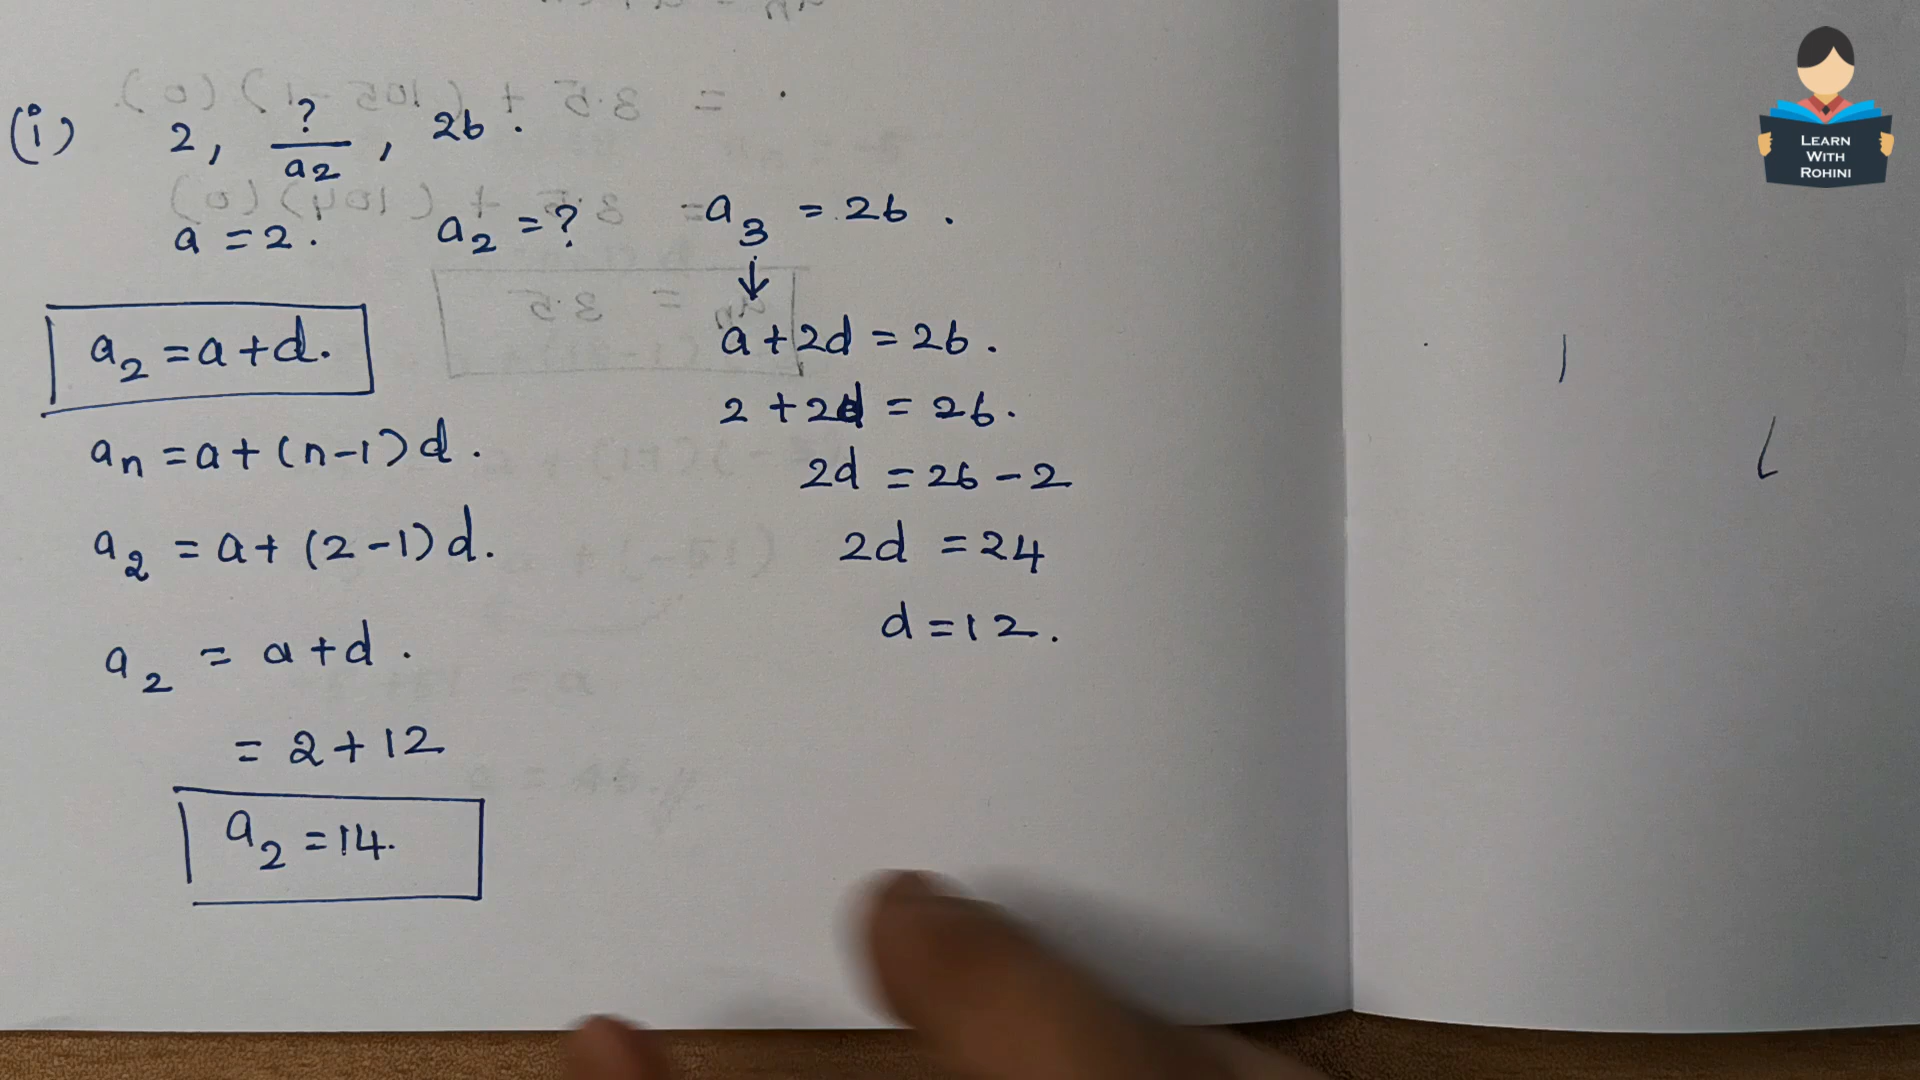 (i) 2, ?/a2, 26.
a = 2. a2 = ? a3 = 26.
↓
a2 = a + d.
an = a + (n-1) d.
a2 = a + (2-1) d.
a2 = a + d.
= 2 + 12
a2 = 14.
a + 2d = 26.
2 + 2d = 26.
2d = 26 - 2
2d = 24
d = 12.
LEARN
WITH
ROHINI